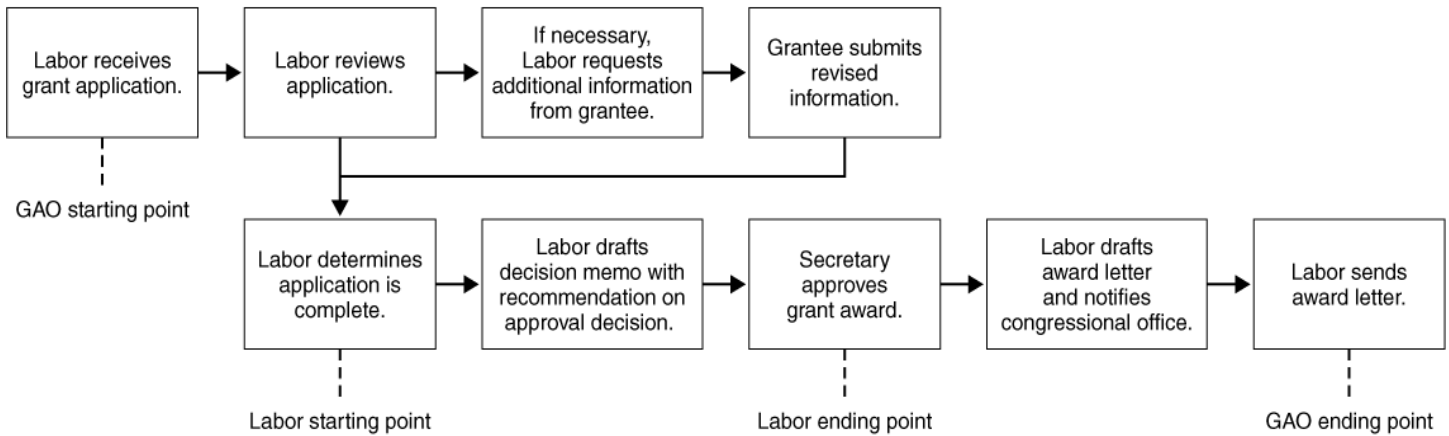 Labor receives
grant application.
Labor reviews
application.
If necessary,
Labor requests
additional information
from grantee.
Grantee submits
revised
information.
GAO starting point
Labor determines
application is
complete.
Labor drafts
decision memo with
recommendation on
approval decision.
Secretary
approves
grant award.
Labor drafts
award letter
and notifies
congressional office.
Labor sends
award letter.
Labor starting point
Labor ending point
GAO ending point